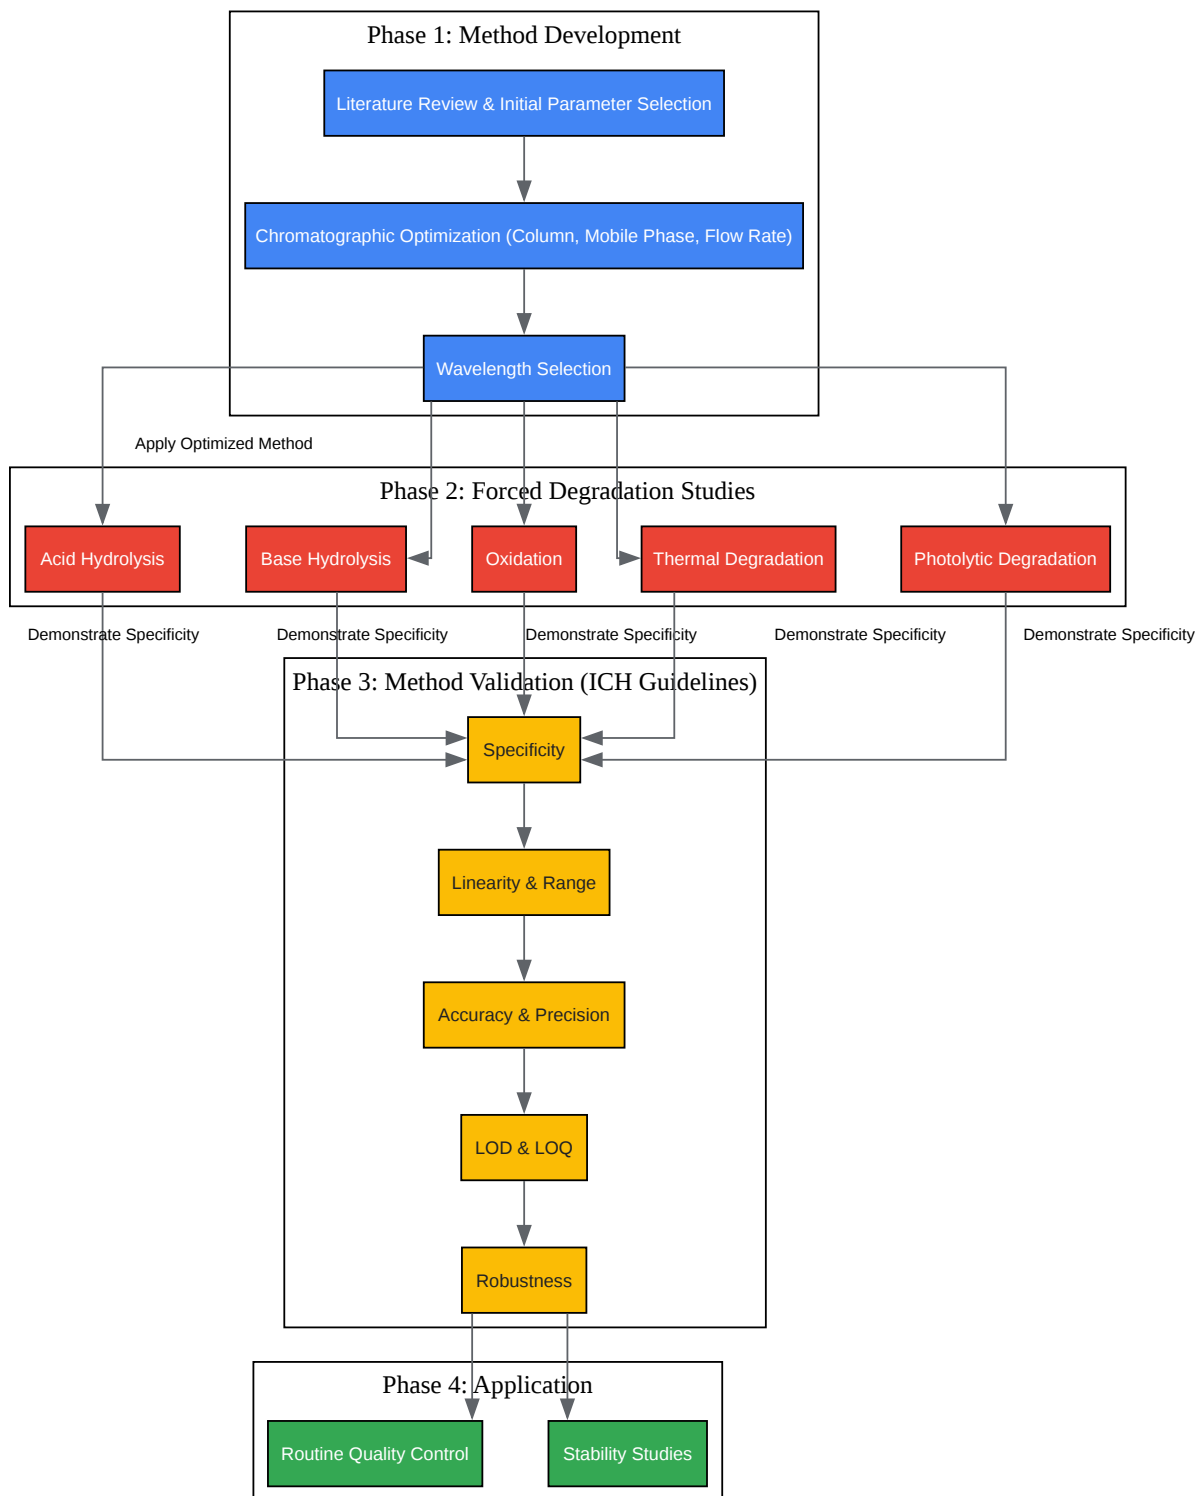 Phase 1: Method Development
Literature Review & Initial Parameter Selection
Chromatographic Optimization (Column, Mobile Phase, Flow Rate)
Wavelength Selection
Apply Optimized Method
Phase 2: Forced Degradation Studies
Acid Hydrolysis
Base Hydrolysis
Oxidation
Thermal Degradation
Photolytic Degradation
Demonstrate Specificity
Demonstrate Specificity
Demonstrate Specificity
Demonstrate Specificity
Demonstrate Specificity
Phase 3: Method Validation (ICH Guidelines)
Specificity
Linearity & Range
Accuracy & Precision
LOD & LOQ
Robustness
Phase 4: Application
Routine Quality Control
Stability Studies